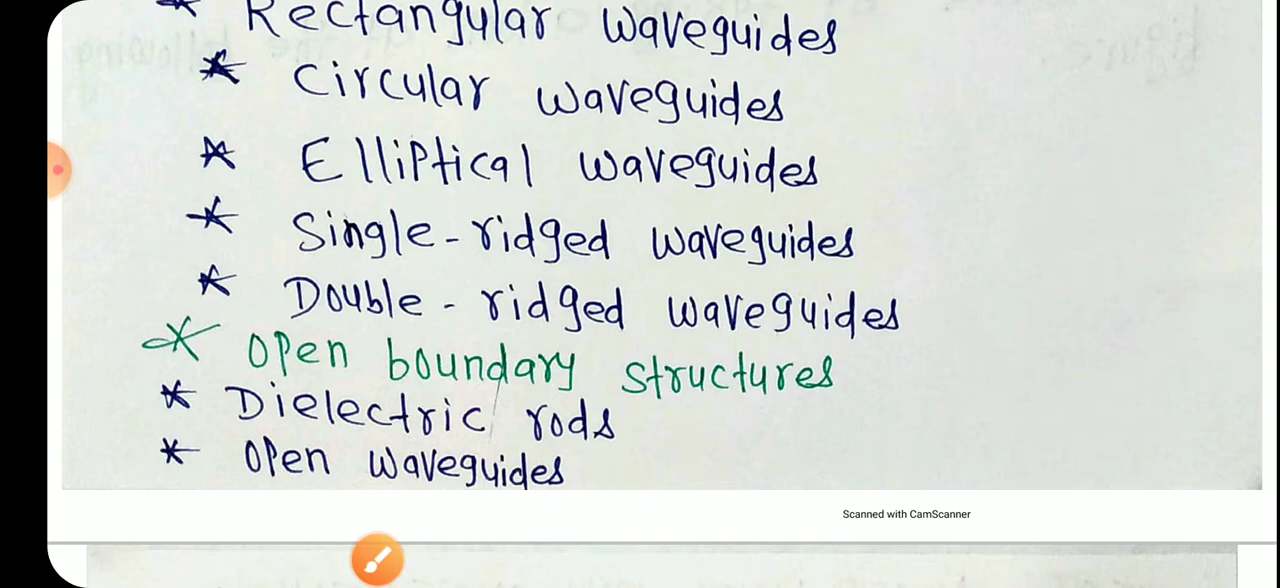 * Rectangular waveguides
* Circular waveguides
* Elliptical waveguides
* Single-ridged waveguides
* Double-ridged waveguides
* Open boundary structures
* Dielectric rods
* Open waveguides
Scanned with CamScanner